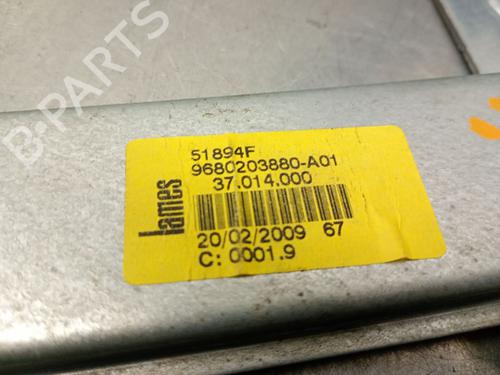 B-PARTS
51894F
9680203880-A01
37.014.000
lames
20/02/2009 67
C: 0001.9